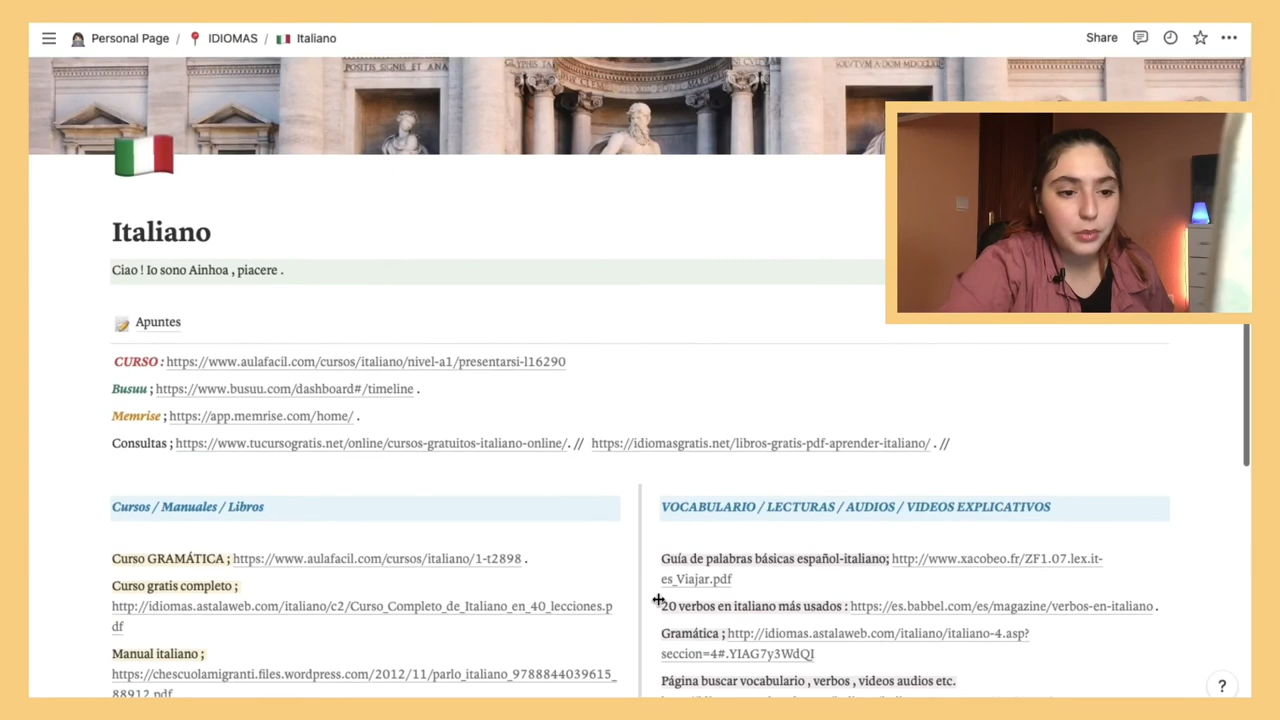 Personal Page / IDIOMAS / Italiano
Share
POSITIS SIGNIS ET ANA
Italiano
Ciao ! Io sono Ainhoa , piacere .
Apuntes
CURSO : https://www.aulafacil.com/cursos/italiano/nivel-a1/presentarsi-l16290
Busuu ; https://www.busuu.com/dashboard#/timeline .
Memrise ; https://app.memrise.com/home/ .
Consultas ; https://www.tucursogratis.net/online/cursos-gratuitos-italiano-online/. // https://idiomasgratis.net/libros-gratis-pdf-aprender-italiano/ . //
Cursos / Manuales / Libros
Curso GRAMÁTICA ; https://www.aulafacil.com/cursos/italiano/1-t2898 .
Curso gratis completo ;
http://idiomas.astalaweb.com/italiano/c2/Curso_Completo_de_Italiano_en_40_lecciones.p
df
Manual italiano ;
https://chescuolamigranti.files.wordpress.com/2012/11/parlo_italiano_9788844039615_
88912.pdf
VOCABULARIO / LECTURAS / AUDIOS / VIDEOS EXPLICATIVOS
Guía de palabras básicas español-italiano; http://www.xacobeo.fr/ZF1.07.lex.it-
es_Viajar.pdf
20 verbos en italiano más usados : https://es.babbel.com/es/magazine/verbos-en-italiano .
Gramática ; http://idiomas.astalaweb.com/italiano/italiano-4.asp?
seccion=4#.YIAG7y3WdQI
Página buscar vocabulario , verbos , videos audios etc.
?